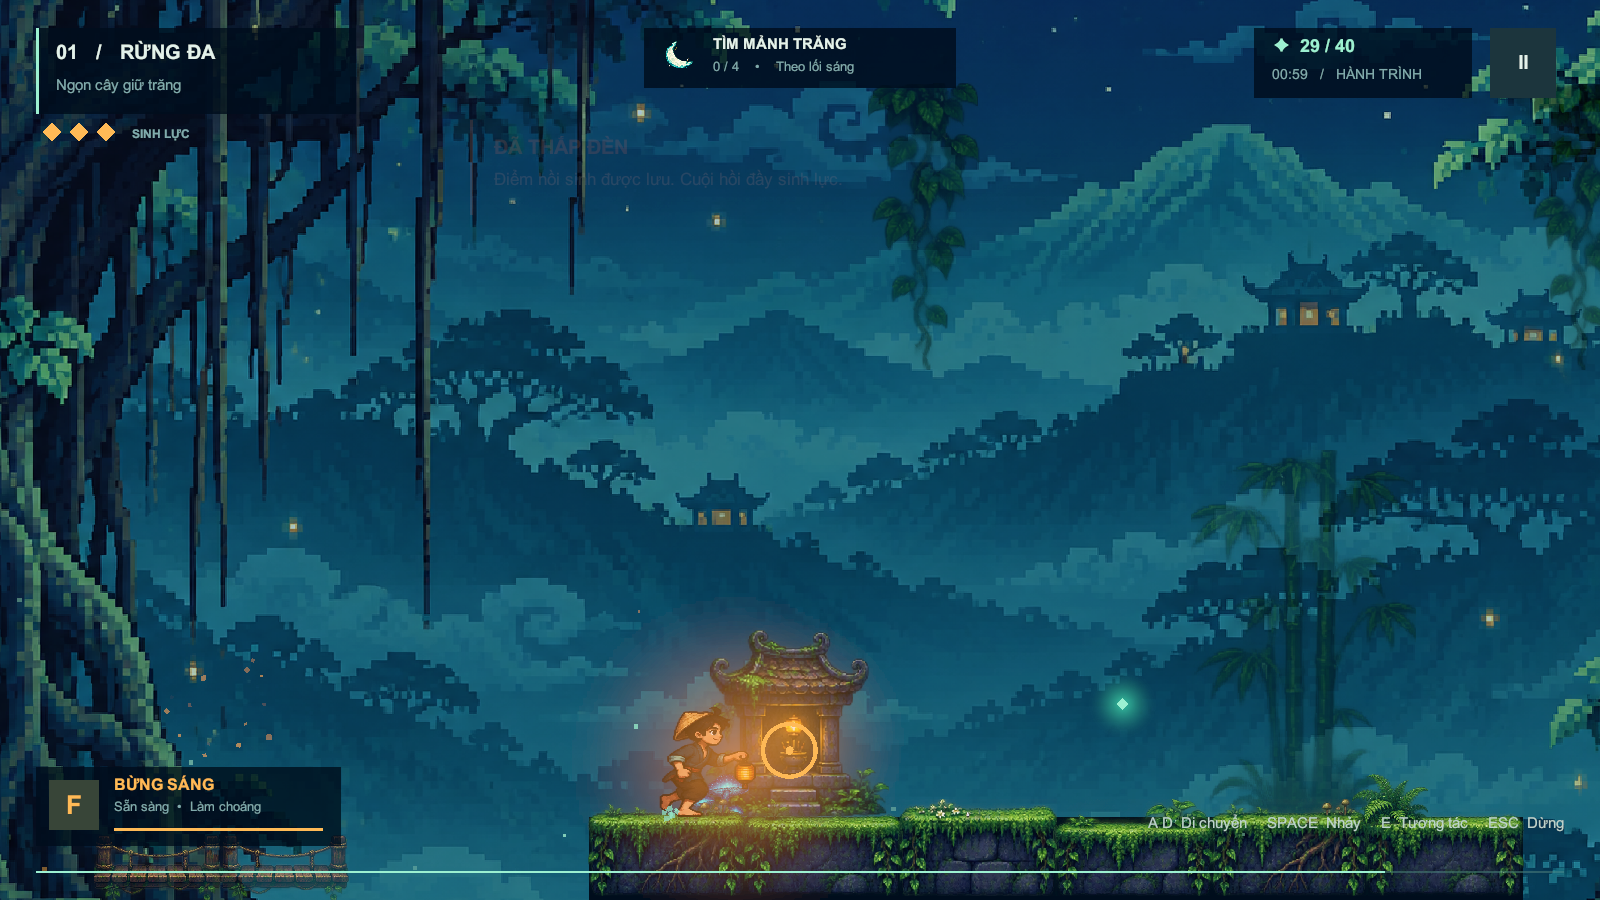 01 / RỪNG ĐA
Ngọn cây giữ trăng
SINH LỰC
TÌM MẢNH TRĂNG
0 / 4 • Theo lối sáng
29 / 40
00:59 / HÀNH TRÌNH
ĐÃ THẮP ĐÈN
Điểm hồi sinh được lưu. Cuội hồi đầy sinh lực.
F
BỪNG SÁNG
Sẵn sàng • Làm choáng
A D Di chuyển SPACE Nhảy E Tương tác ESC Dừng